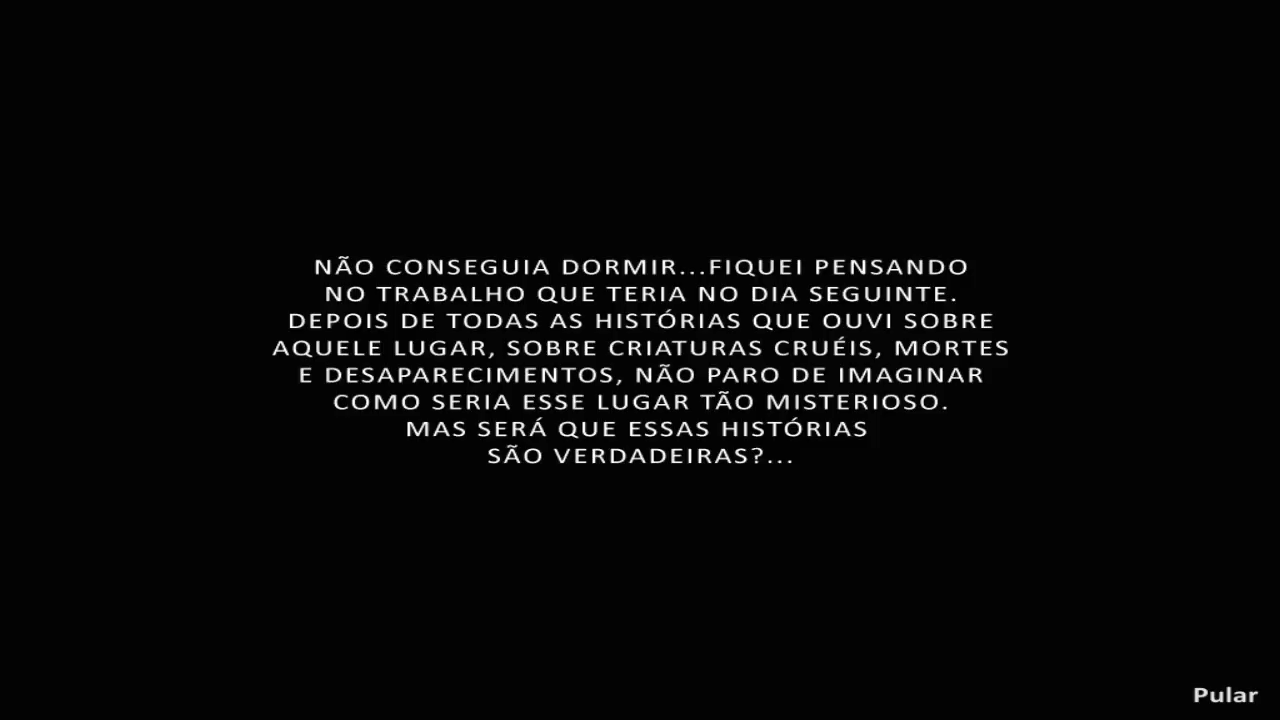 NÃO CONSEGUIA DORMIR...FIQUEI PENSANDO
NO TRABALHO QUE TERIA NO DIA SEGUINTE.
DEPOIS DE TODAS AS HISTÓRIAS QUE OUVI SOBRE
AQUELE LUGAR, SOBRE CRIATURAS CRUÉIS, MORTES
E DESAPARECIMENTOS, NÃO PARO DE IMAGINAR
COMO SERIA ESSE LUGAR TÃO MISTERIOSO.
MAS SERÁ QUE ESSAS HISTÓRIAS
SÃO VERDADEIRAS?...
Pular